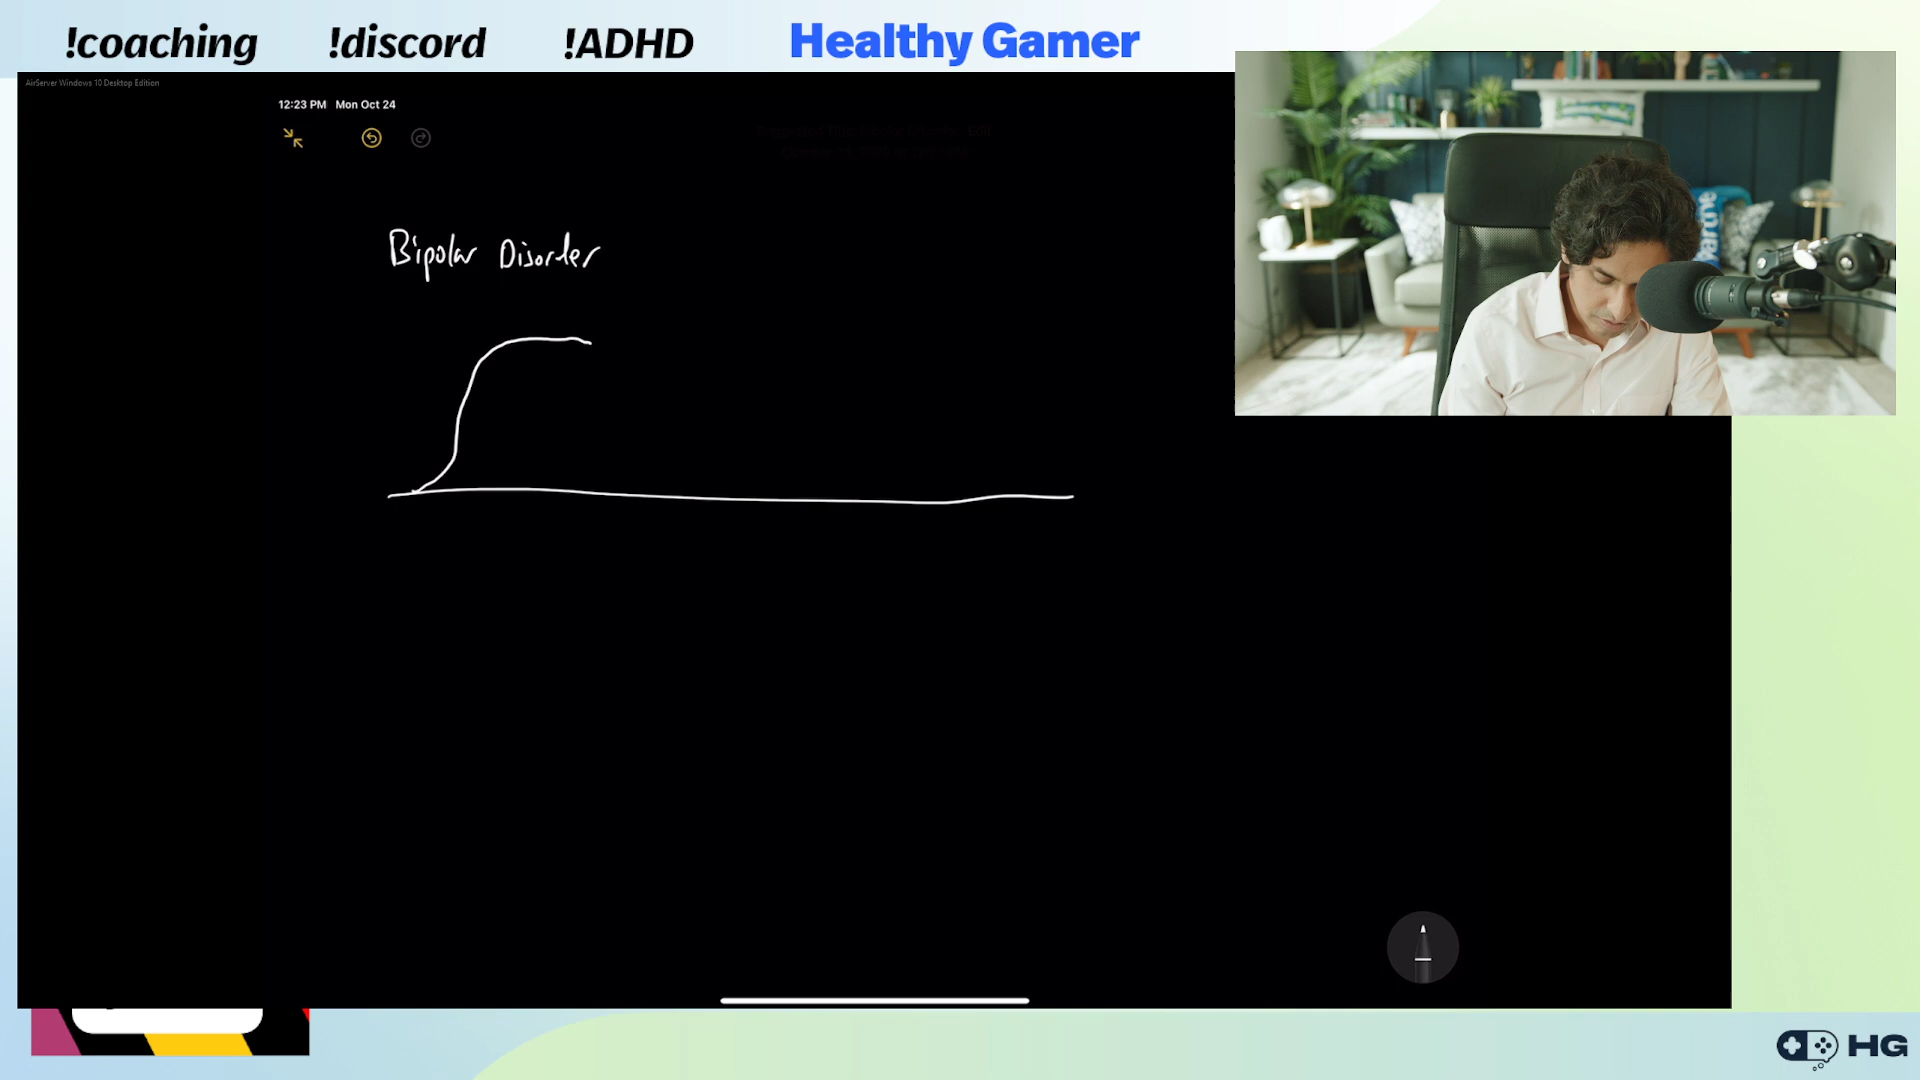 !coaching !discord !ADHD Healthy Gamer
AirServer Windows 10 Desktop Edition
12:23 PM Mon Oct 24
Bipolar Disorder
HG